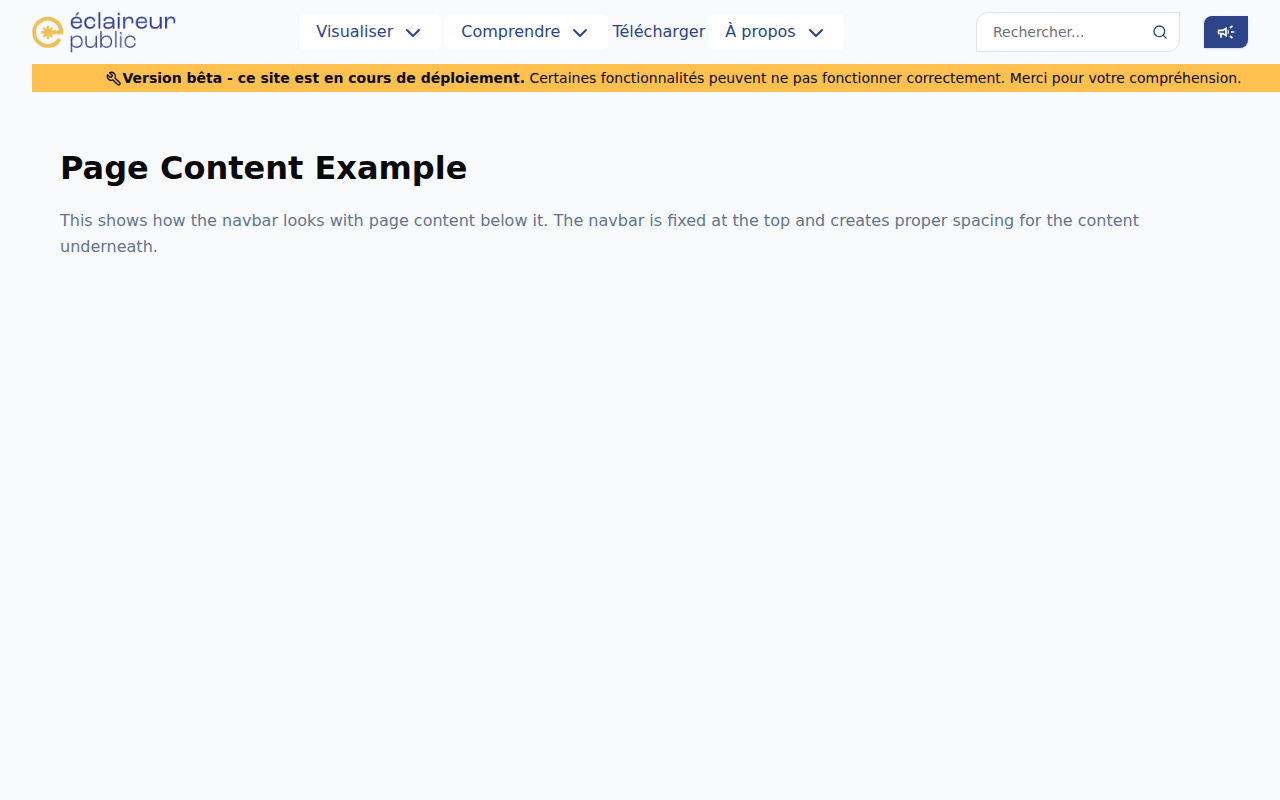 éclaireur
public
Visualiser Comprendre Télécharger À propos Rechercher...
Version bêta - ce site est en cours de déploiement. Certaines fonctionnalités peuvent ne pas fonctionner correctement. Merci pour votre compréhension.
Page Content Example
This shows how the navbar looks with page content below it. The navbar is fixed at the top and creates proper spacing for the content
underneath.